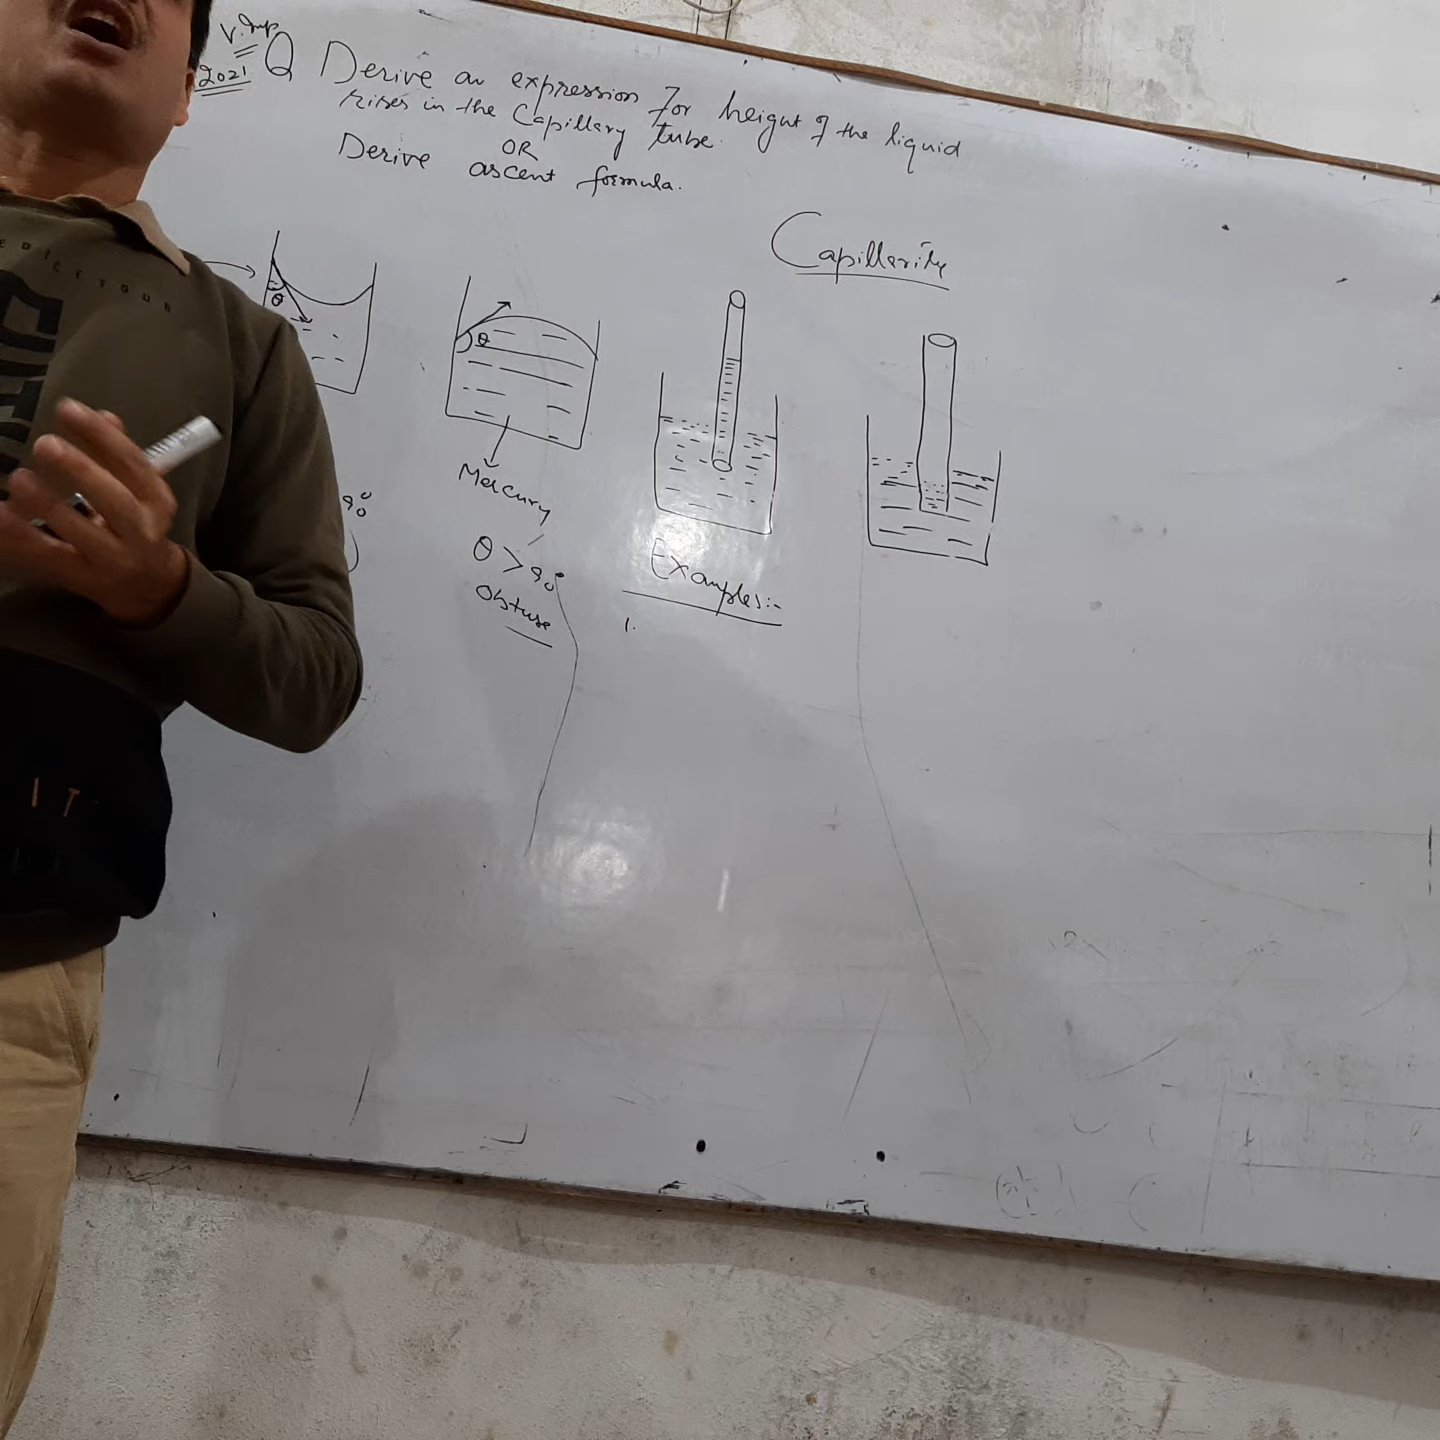 V. Imp
2021
Q Derive an expression For height of the liquid
rises in the Capillary tube.
OR
Derive ascent formula.
Capillarity
θ
θ
Mercury
90°
θ > 90°
Obtuse
Examples:-
1.
I T